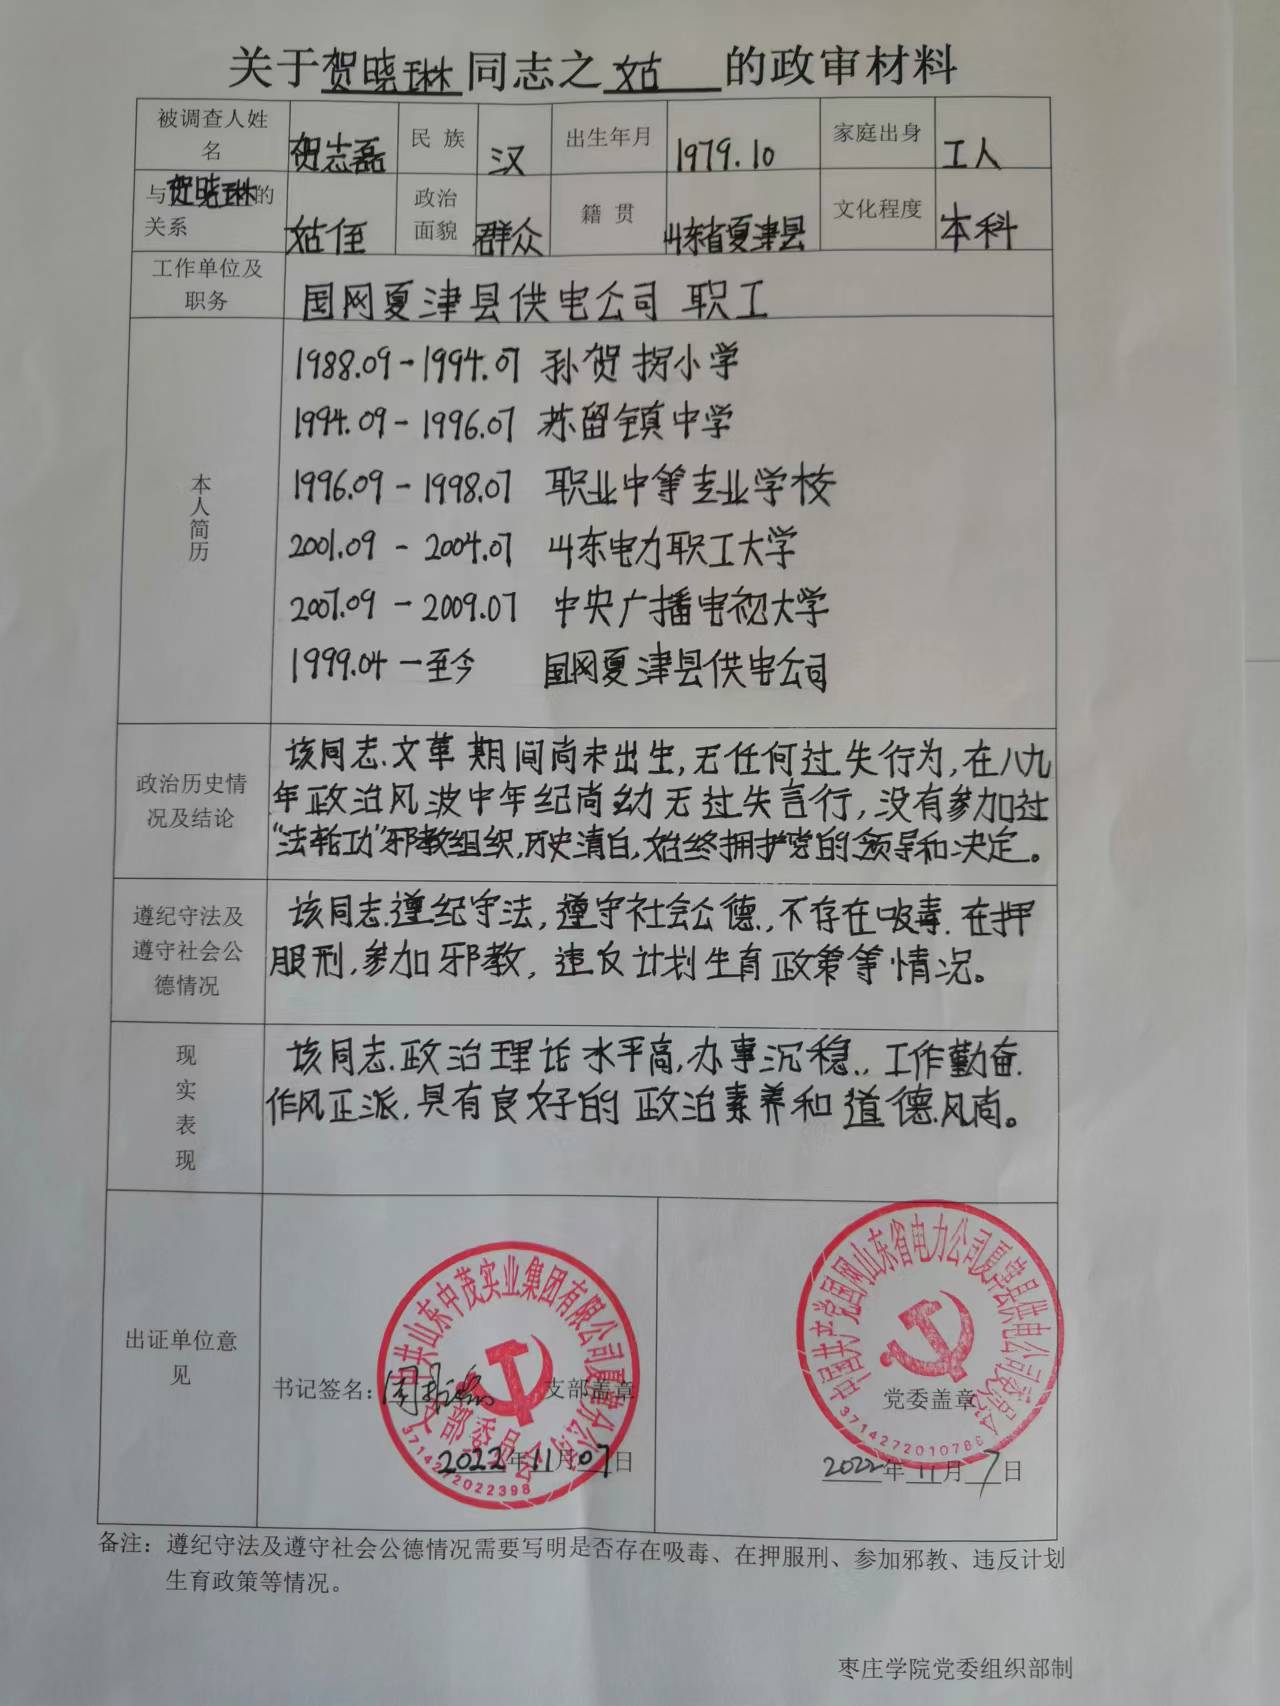 关于贺晓琳同志之姑的政审材料
被调查人姓名 贺志磊 民族 汉 出生年月 1979.10 家庭出身 工人
与贺晓琳的关系 姑侄 政治面貌 群众 籍贯 山东省夏津县 文化程度 本科
工作单位及职务 国网夏津县供电公司 职工
本人简历
1988.09-1994.07 孙贺拐小学
1994.09-1996.07 苏留镇中学
1996.09-1998.07 职业中等专业学校
2001.09-2004.07 山东电力职工大学
2007.09-2009.07 中央广播电视大学
1999.04-至今 国网夏津县供电公司
政治历史情况及结论
该同志文革期间尚未出生,无任何过失行为,在八九
年政治风波中年纪尚幼无过失言行,没有参加过
"法轮功"邪教组织,历史清白,始终拥护党的领导和决定。
遵纪守法及遵守社会公德情况
该同志遵纪守法,遵守社会公德,不存在吸毒.在押
服刑,参加邪教,违反计划生育政策等情况。
现实表现
该同志政治理论水平高,办事沉稳,工作勤奋.
作风正派,具有良好的政治素养和道德风尚。
出证单位意见
中共山东中茂实业集团有限公司夏津分公司
支部委员会
3714272022398
书记签名: 支部盖章
2022年11月07日
中国共产党国网山东省电力公司夏津县供电公司委员会
3714272010786
党委盖章
2022年11月7日
备注：遵纪守法及遵守社会公德情况需要写明是否存在吸毒、在押服刑、参加邪教、违反计划
生育政策等情况。
枣庄学院党委组织部制